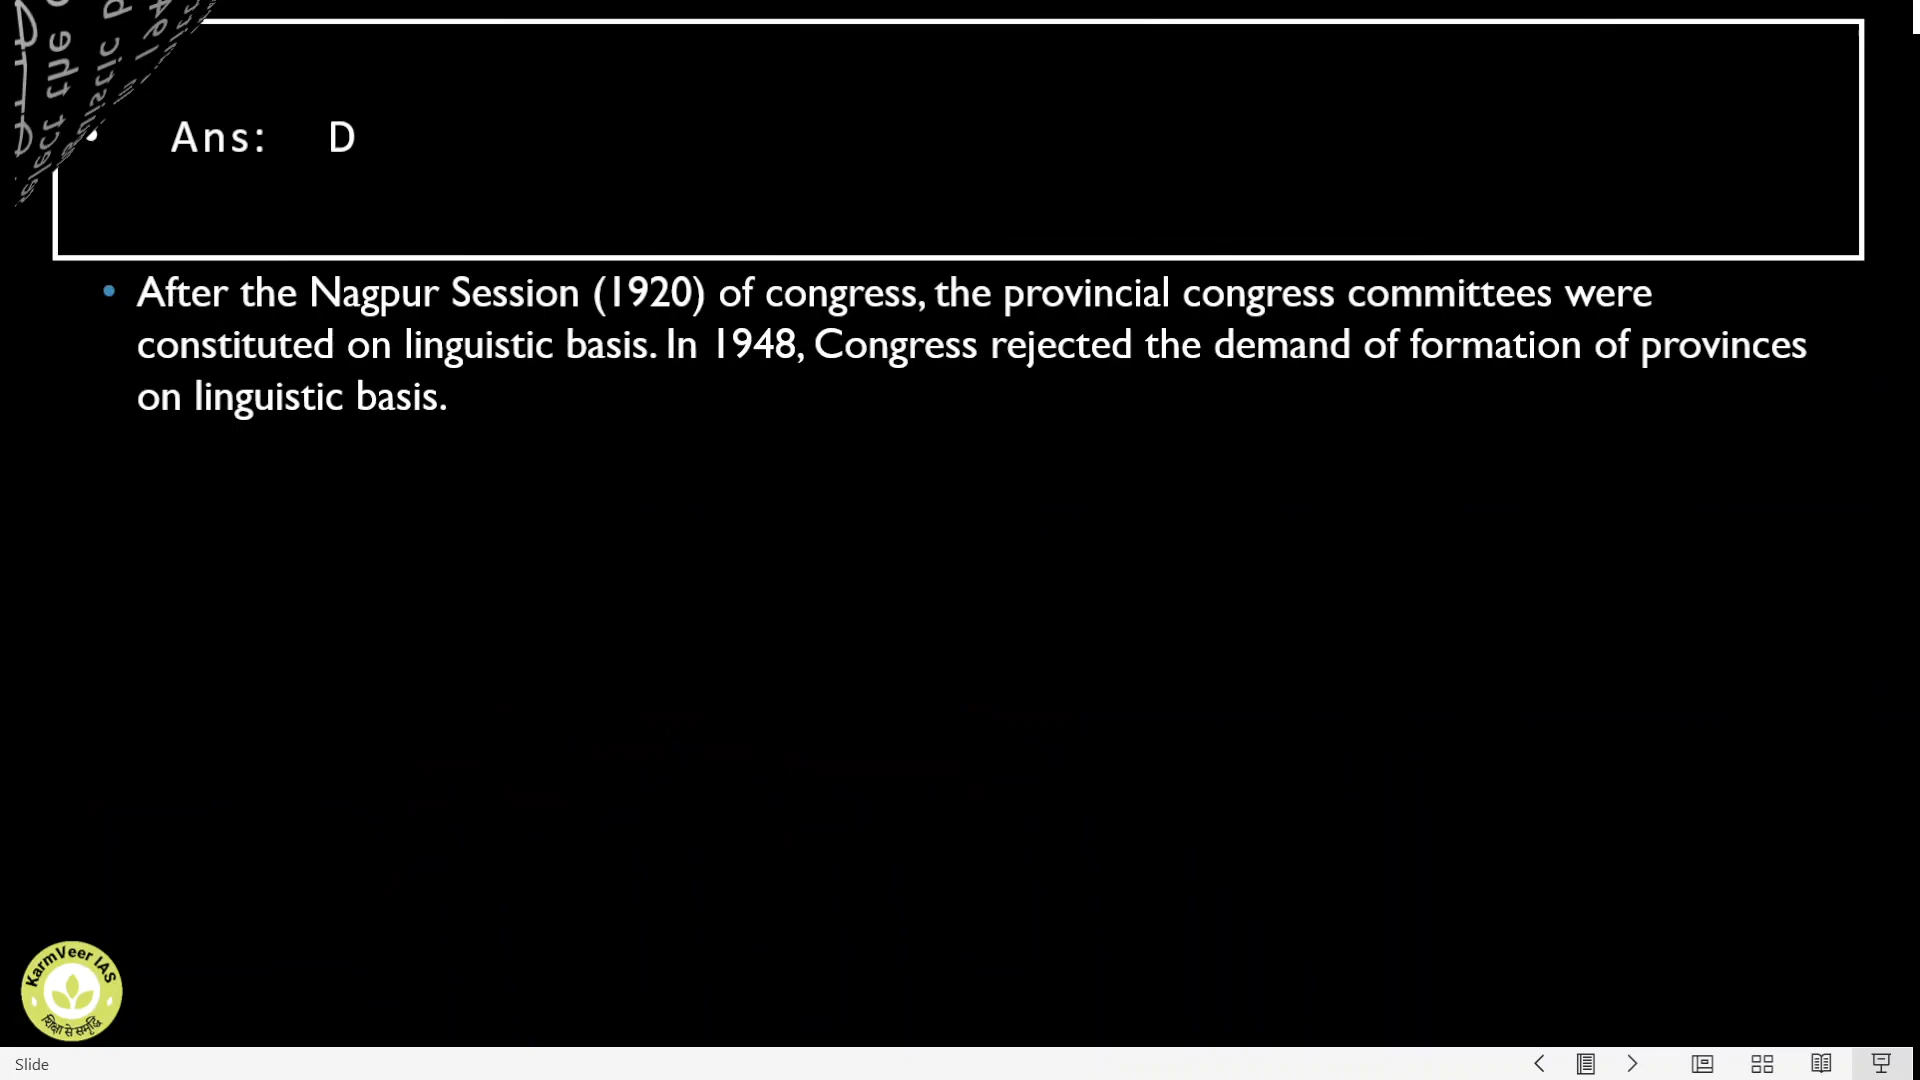 Ans: D
• After the Nagpur Session (1920) of congress, the provincial congress committees were
constituted on linguistic basis. In 1948, Congress rejected the demand of formation of provinces
on linguistic basis.
KarmVeer IAS
शिक्षा से समृद्धि
Slide